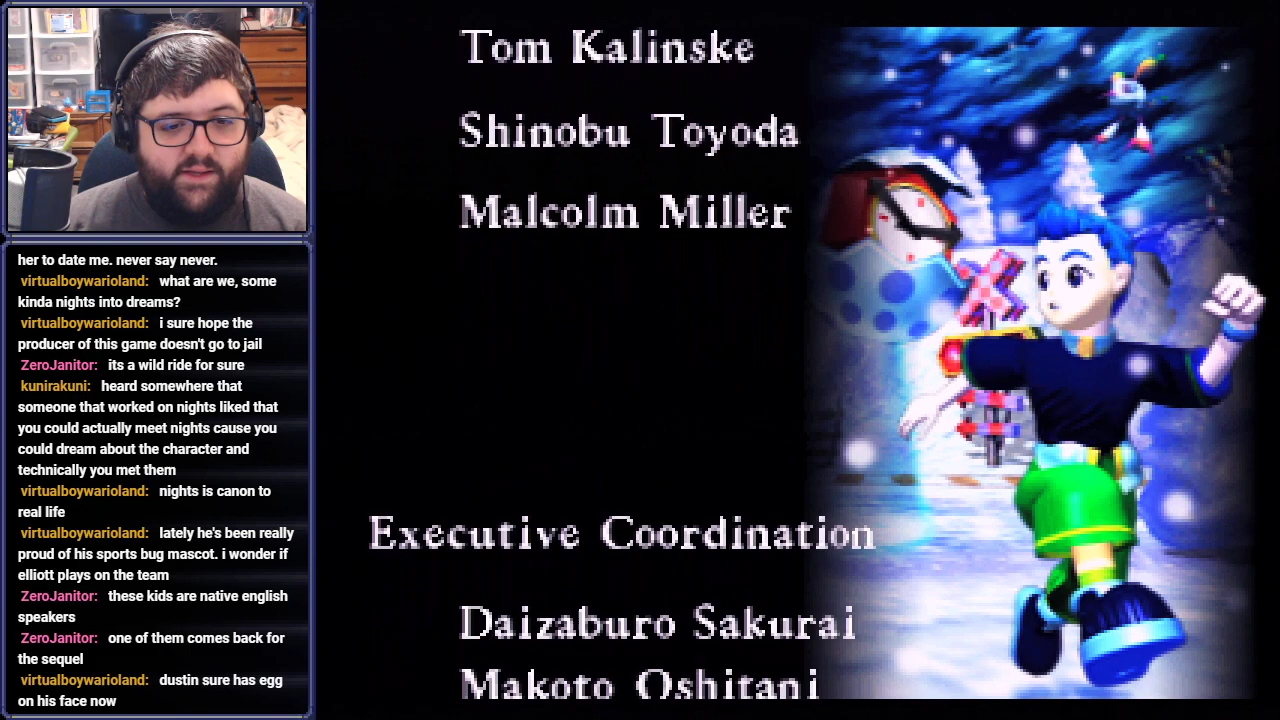 her to date me. never say never.
virtualboywarioland: what are we, some
kinda nights into dreams?
virtualboywarioland: i sure hope the
producer of this game doesn't go to jail
ZeroJanitor: its a wild ride for sure
kunirakuni: heard somewhere that
someone that worked on nights liked that
you could actually meet nights cause you
could dream about the character and
technically you met them
virtualboywarioland: nights is canon to
real life
virtualboywarioland: lately he's been really
proud of his sports bug mascot. i wonder if
elliott plays on the team
ZeroJanitor: these kids are native english
speakers
ZeroJanitor: one of them comes back for
the sequel
virtualboywarioland: dustin sure has egg
on his face now
Tom Kalinske
Shinobu Toyoda
Malcolm Miller
Executive Coordination
Daizaburo Sakurai
Makoto Oshitani